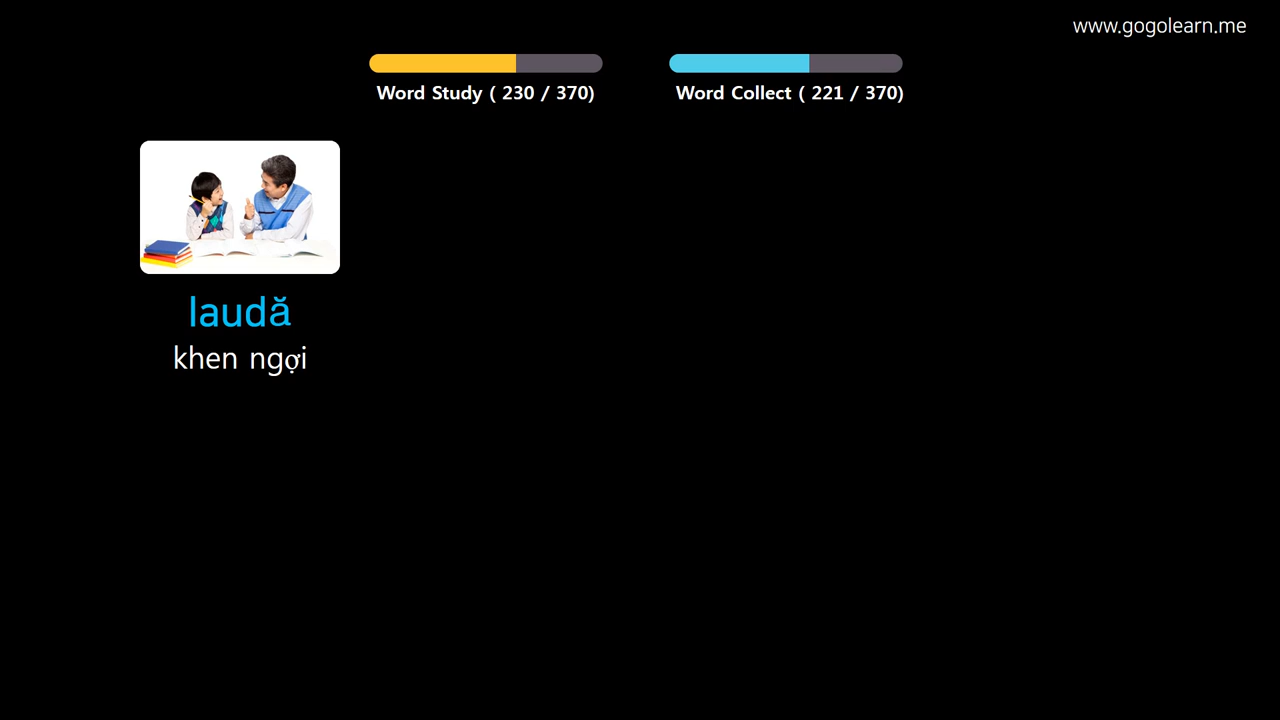 www.gogolearn.me
Word Study ( 230 / 370)
Word Collect ( 221 / 370)
laudă
khen ngợi